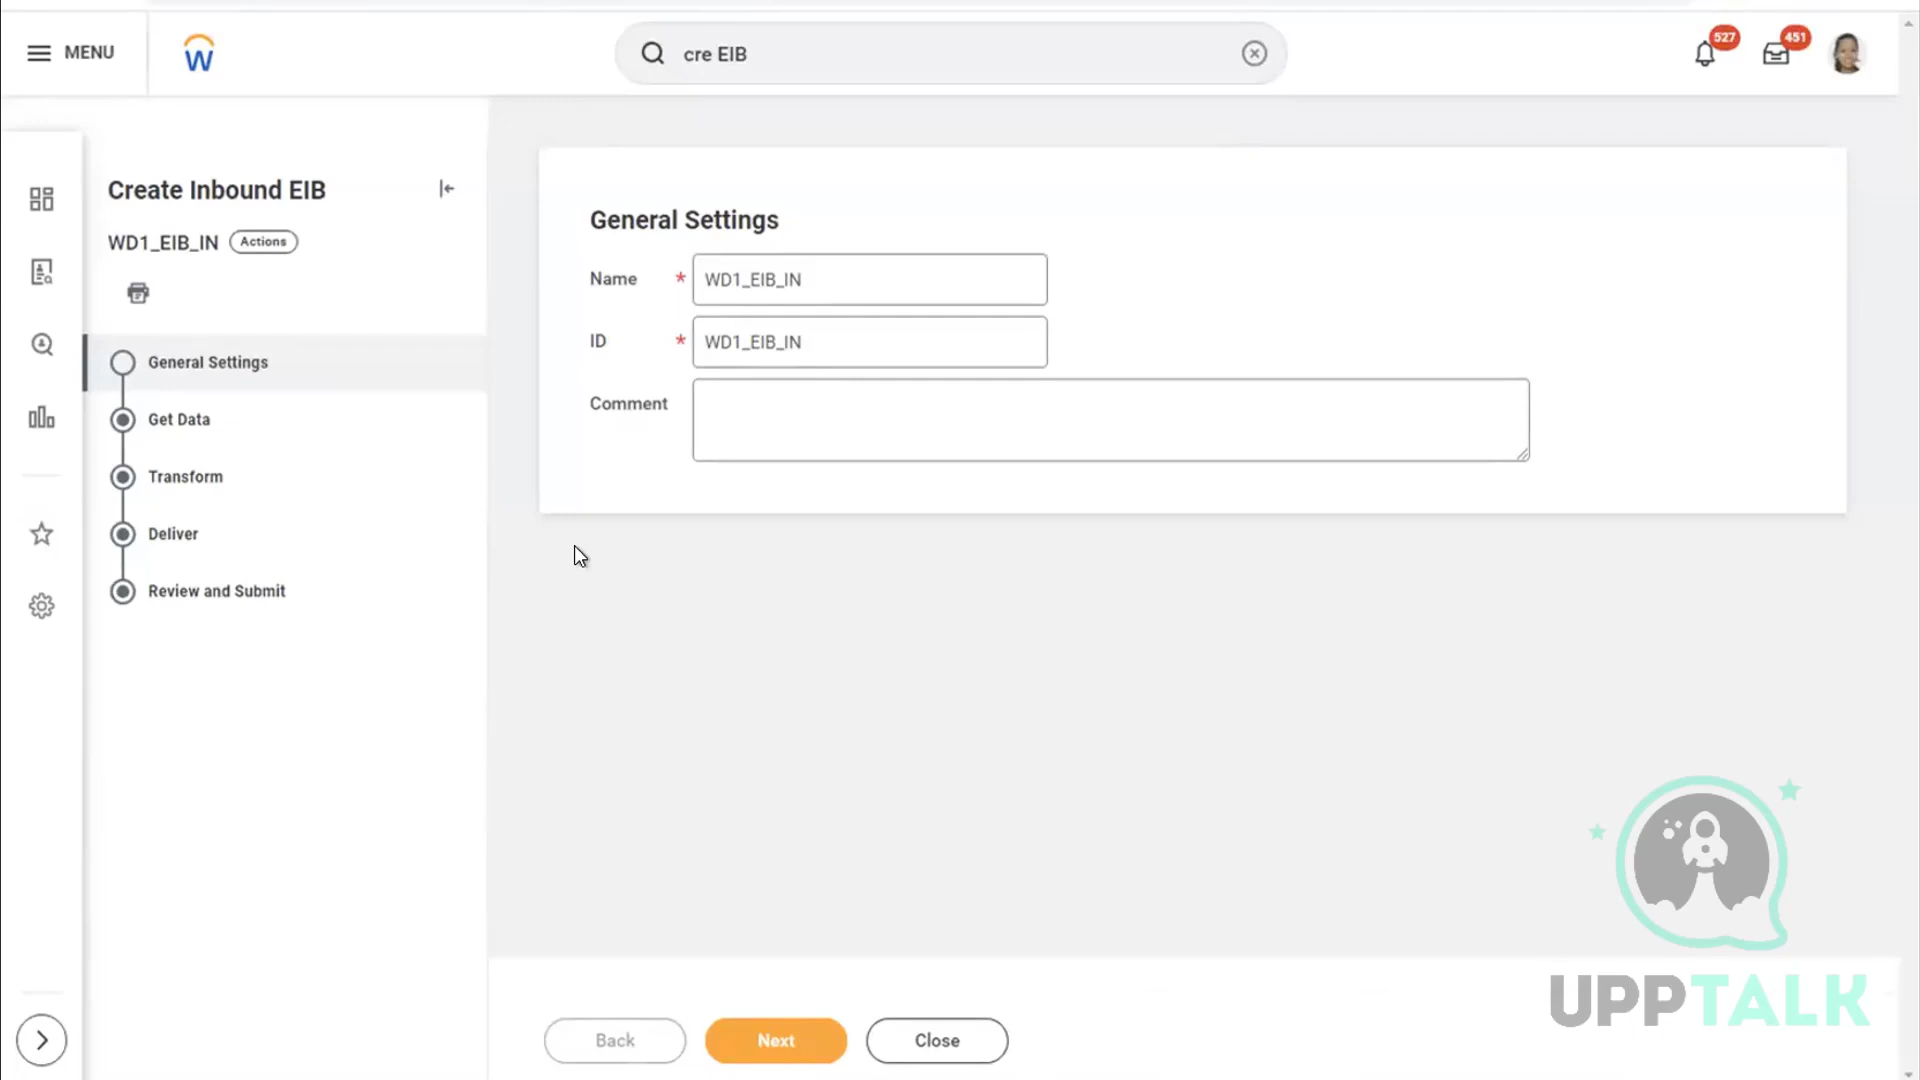 MENU
cre EIB
527
451
Create Inbound EIB
WD1_EIB_IN Actions
General Settings
Get Data
Transform
Deliver
Review and Submit
General Settings
Name * WD1_EIB_IN
ID * WD1_EIB_IN
Comment
Back Next Close
UPPTALK